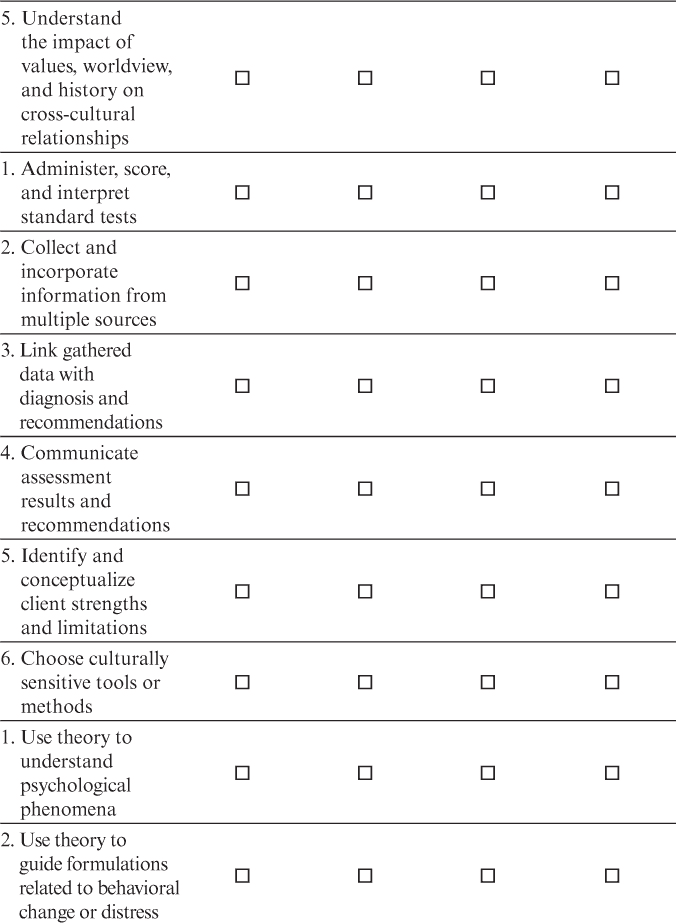 5. Understand
the impact of
values, worldview,
and history on
cross-cultural
relationships
1. Administer, score,
and interpret
standard tests
2. Collect and
incorporate
information from
multiple sources
3. Link gathered
data with
diagnosis and
recommendations
4. Communicate
assessment
results and
recommendations
5. Identify and
conceptualize
client strengths
and limitations
6. Choose culturally
sensitive tools or
methods
1. Use theory to
understand
psychological
phenomena
2. Use theory to
guide formulations
related to behavioral
change or distress